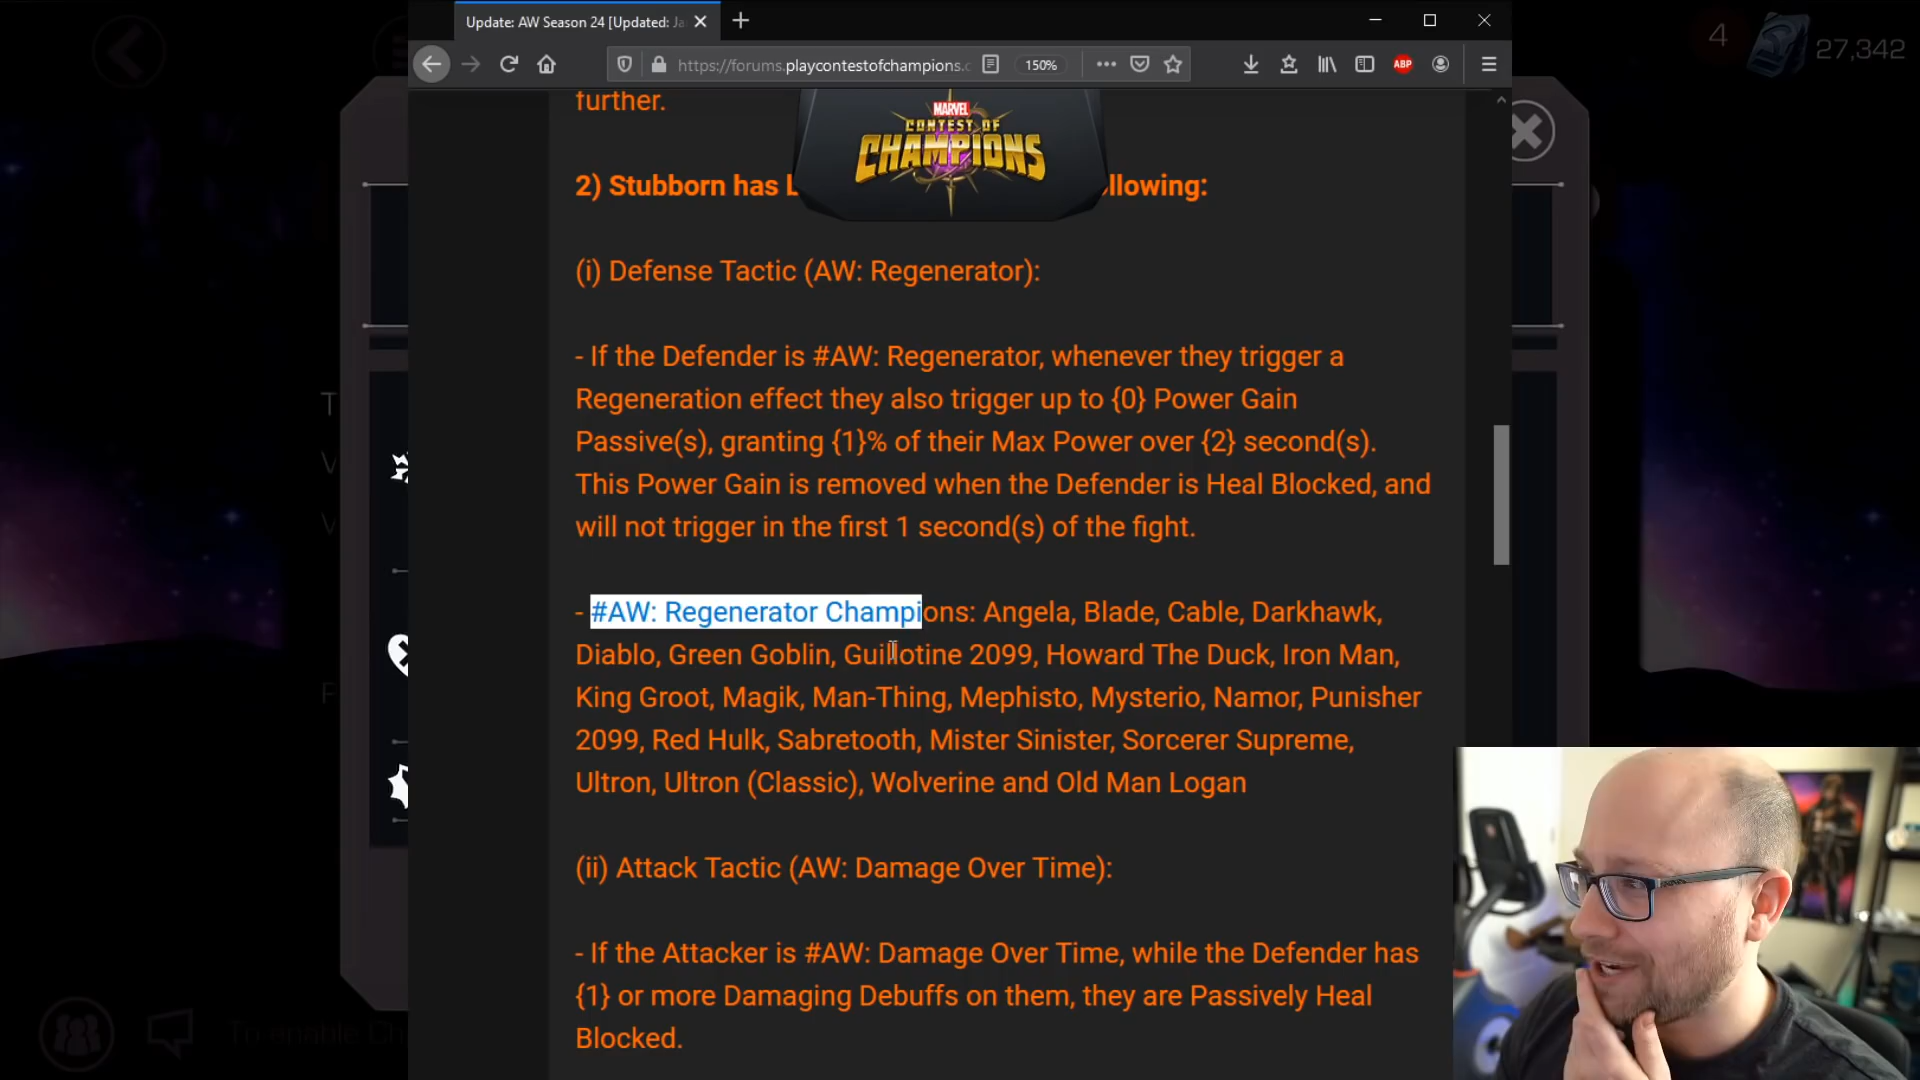 Update: AW Season 24 [Updated: Ja
4
27,342
https://forums.playcontestofchampions.c
150%
ABP
further.
MARVEL
CONTEST OF
CHAMPIONS
2) Stubborn has
llowing:
(i) Defense Tactic (AW: Regenerator):
- If the Defender is #AW: Regenerator, whenever they trigger a
Regeneration effect they also trigger up to {0} Power Gain
Passive(s), granting {1}% of their Max Power over {2} second(s).
This Power Gain is removed when the Defender is Heal Blocked, and
will not trigger in the first 1 second(s) of the fight.
- #AW: Regenerator Champions: Angela, Blade, Cable, Darkhawk,
Diablo, Green Goblin, Guillotine 2099, Howard The Duck, Iron Man,
King Groot, Magik, Man-Thing, Mephisto, Mysterio, Namor, Punisher
2099, Red Hulk, Sabretooth, Mister Sinister, Sorcerer Supreme,
Ultron, Ultron (Classic), Wolverine and Old Man Logan
(ii) Attack Tactic (AW: Damage Over Time):
- If the Attacker is #AW: Damage Over Time, while the Defender has
{1} or more Damaging Debuffs on them, they are Passively Heal
Blocked.
To enable Ch